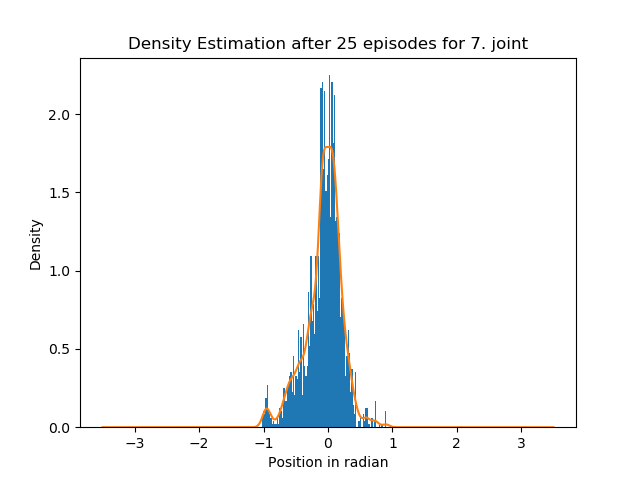 Density Estimation after 25 episodes for 7. joint
2.0
1.5
1.0
0.5
0.0
Density
−3 −2 −1 0 1 2 3
Position in radian